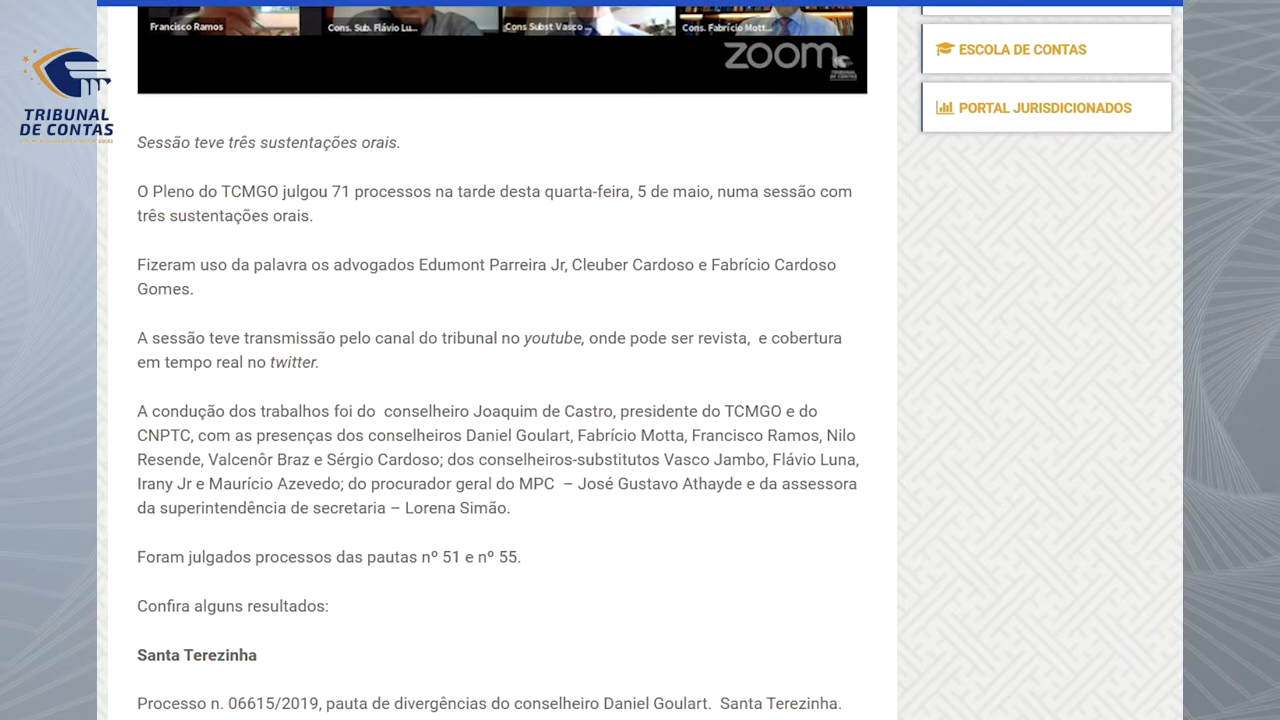 Francisco Ramos
Cons. Sub. Flávio Lu...
Cons Subst Vasco...
Cons. Fabrício Mott...
zoom
TRIBUNAL
DE CONTAS
ESCOLA DE CONTAS
PORTAL JURISDICIONADOS
Sessão teve três sustentações orais.
O Pleno do TCMGO julgou 71 processos na tarde desta quarta-feira, 5 de maio, numa sessão com
três sustentações orais.
Fizeram uso da palavra os advogados Edumont Parreira Jr, Cleuber Cardoso e Fabrício Cardoso
Gomes.
A sessão teve transmissão pelo canal do tribunal no youtube, onde pode ser revista,  e cobertura
em tempo real no twitter.
A condução dos trabalhos foi do  conselheiro Joaquim de Castro, presidente do TCMGO e do
CNPTC, com as presenças dos conselheiros Daniel Goulart, Fabrício Motta, Francisco Ramos, Nilo
Resende, Valcenôr Braz e Sérgio Cardoso; dos conselheiros-substitutos Vasco Jambo, Flávio Luna,
Irany Jr e Maurício Azevedo; do procurador geral do MPC  – José Gustavo Athayde e da assessora
da superintendência de secretaria – Lorena Simão.
Foram julgados processos das pautas nº 51 e nº 55.
Confira alguns resultados:
Santa Terezinha
Processo n. 06615/2019, pauta de divergências do conselheiro Daniel Goulart.  Santa Terezinha.